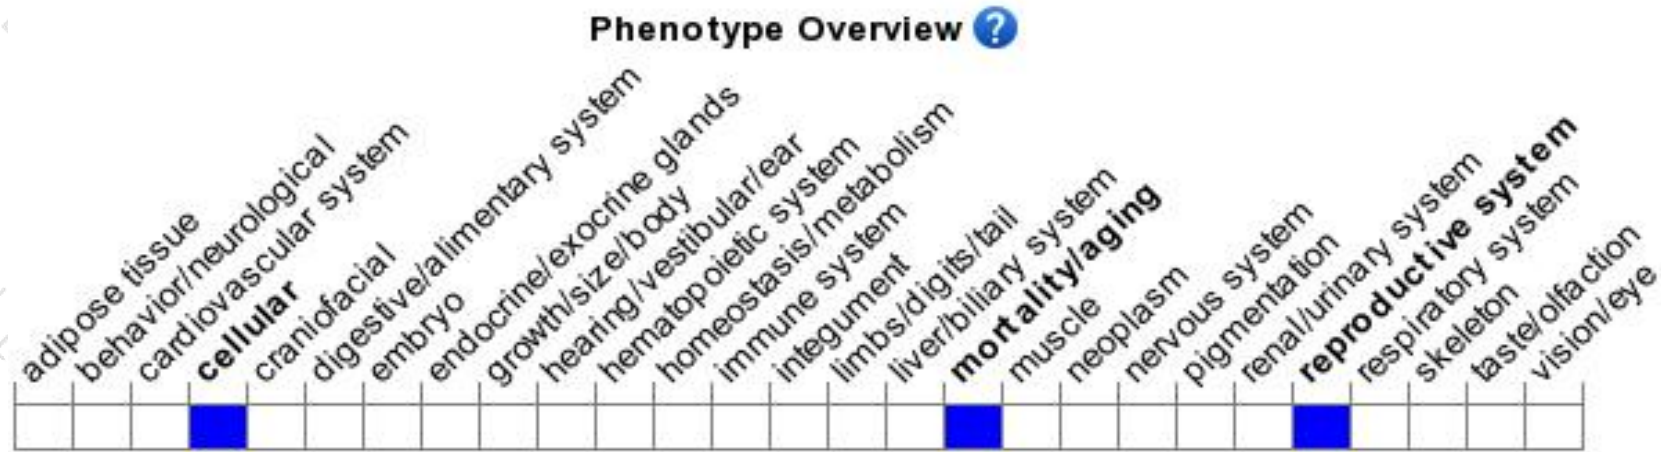 Phenotype Overview ?
adipose tissue
behavior/neurological
cardiovascular system
cellular
craniofacial
digestive/alimentary system
embryo
endocrine/exocrine glands
growth/size/body
hearing/vestibular/ear
hematopoietic system
homeostasis/metabolism
immune system
integument
limbs/digits/tail
liver/biliary system
mortality/aging
muscle
neoplasm
nervous system
pigmentation
renal/urinary system
reproductive system
respiratory system
skeleton
taste/olfaction
vision/eye